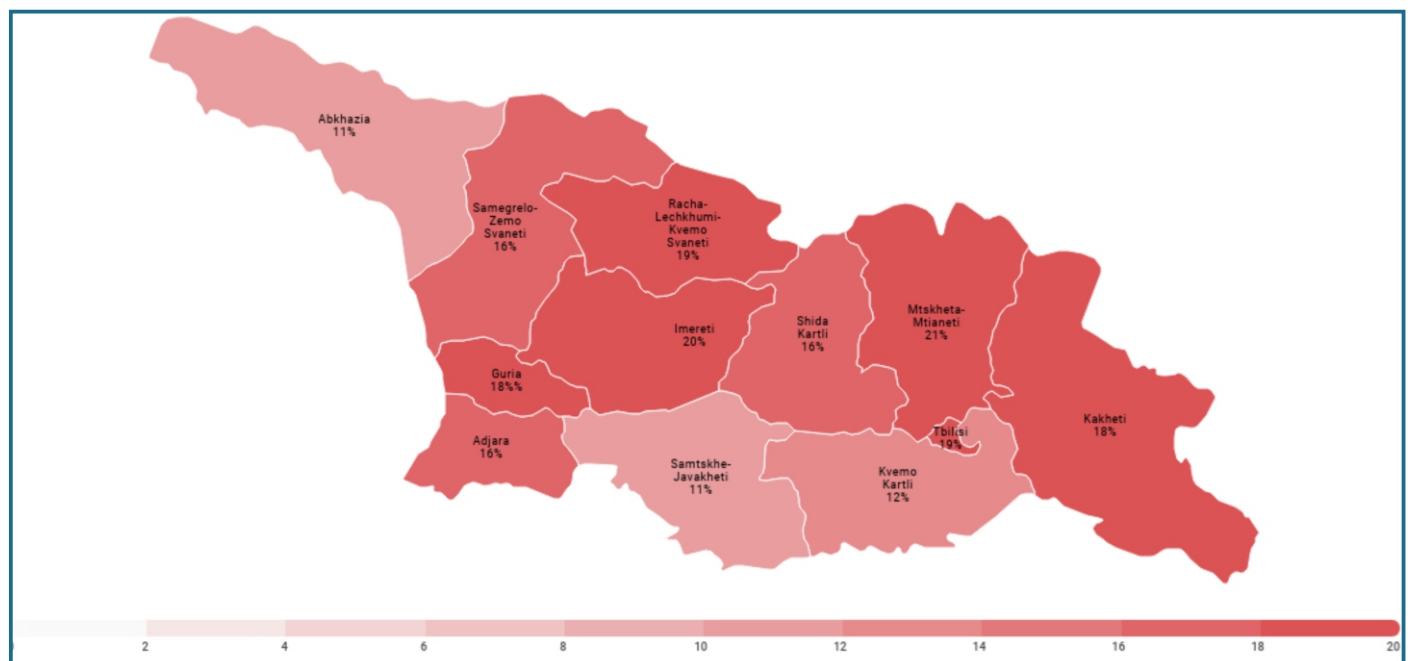 Abkhazia
11%
Samegrelo-
Zemo
Svaneti
16%
Racha-
Lechkhumi-
Kvemo
Svaneti
19%
Imereti
20%
Shida
Kartli
16%
Mtskheta-
Mtianeti
21%
Guria
18%%
Adjara
16%
Samtskhe-
Javakheti
11%
Kvemo
Kartli
12%
Tbilisi
19%
Kakheti
18%
2 4 6 8 10 12 14 16 18 20